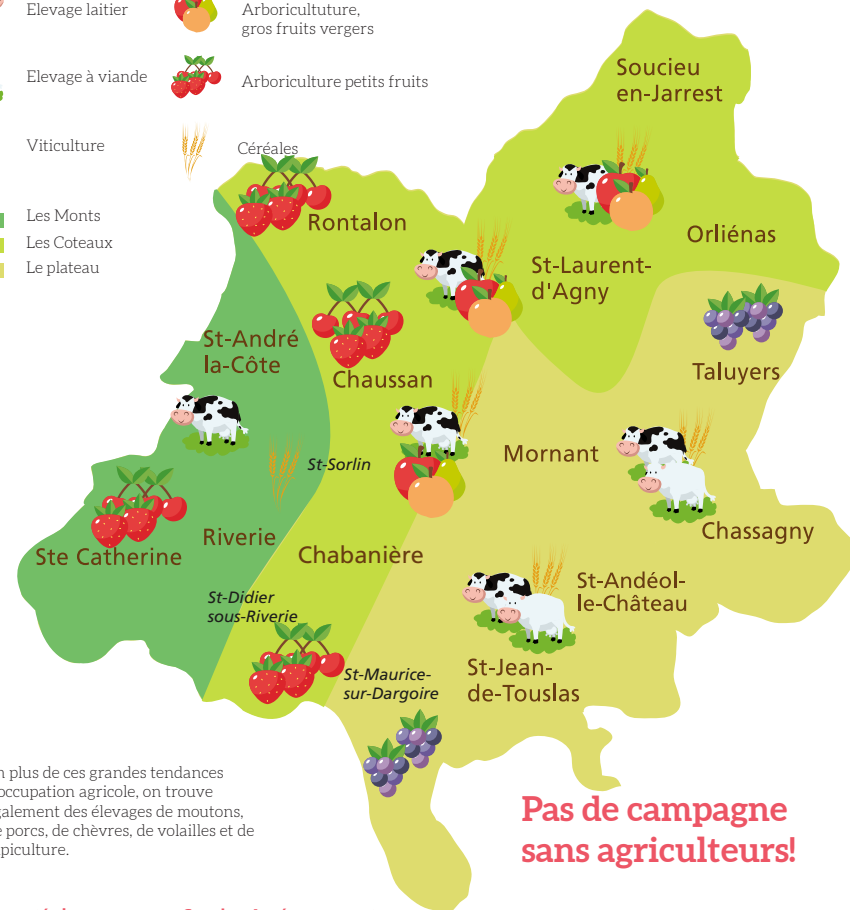 Elevage laitier
Arboricultuture,
gros fruits vergers
Elevage à viande
Arboriculture petits fruits
Viticulture
Céréales
Les Monts
Les Coteaux
Le plateau
Soucieu
en-Jarrest
Rontalon
Orliénas
St-Laurent-
d'Agny
St-André
la-Côte
Chaussan
Taluyers
Mornant
St-Sorlin
Riverie
Ste Catherine
Chabanière
Chassagny
St-Andéol-
le-Château
St-Didier
sous-Riverie
St-Maurice-
sur-Dargoire
St-Jean-
de-Touslas
plus de ces grandes tendances
occupation agricole, on trouve
également des élevages de moutons,
porcs, de chèvres, de volailles et de
Pas de campagne
sans agriculteurs!